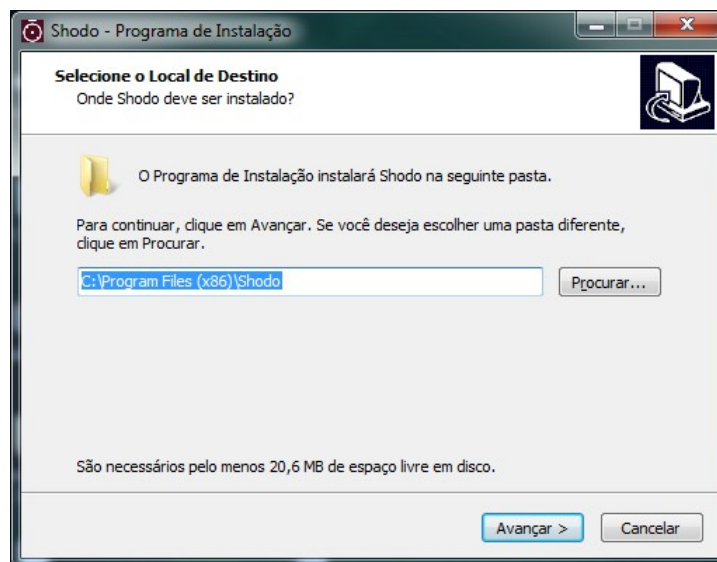 Shodo - Programa de Instalação
Selecione o Local de Destino
Onde Shodo deve ser instalado?
O Programa de Instalação instalará Shodo na seguinte pasta.
Para continuar, clique em Avançar. Se você deseja escolher uma pasta diferente,
clique em Procurar.
C:\Program Files (x86)\Shodo
Procurar...
São necessários pelo menos 20,6 MB de espaço livre em disco.
Avançar >
Cancelar